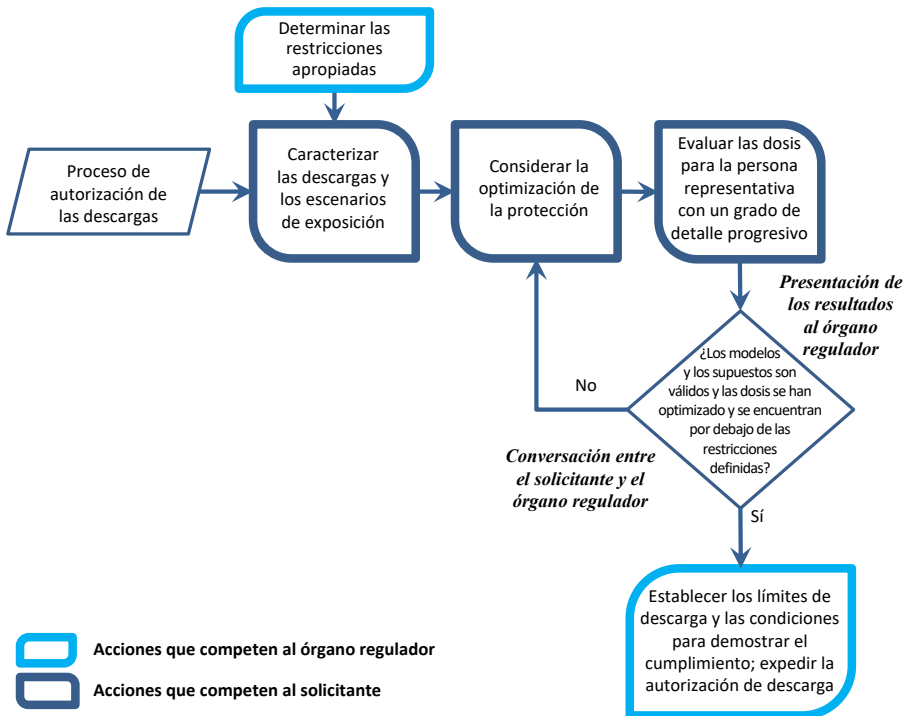 Determinar las
restricciones
apropiadas
Proceso de
autorización de
las descargas
Caracterizar
las descargas y
los escenarios
de exposición
Considerar la
optimización de
la protección
Evaluar las dosis
para la persona
representativa
con un grado de
detalle progresivo
Presentación de
los resultados
al órgano
regulador
¿Los modelos
y los supuestos son
válidos y las dosis se han
optimizado y se encuentran
por debajo de las
restricciones
definidas?
No
Conversación entre
el solicitante y el
órgano regulador
Sí
Establecer los límites de
descarga y las condiciones
para demostrar el
cumplimiento; expedir la
autorización de descarga
Acciones que competen al órgano regulador
Acciones que competen al solicitante